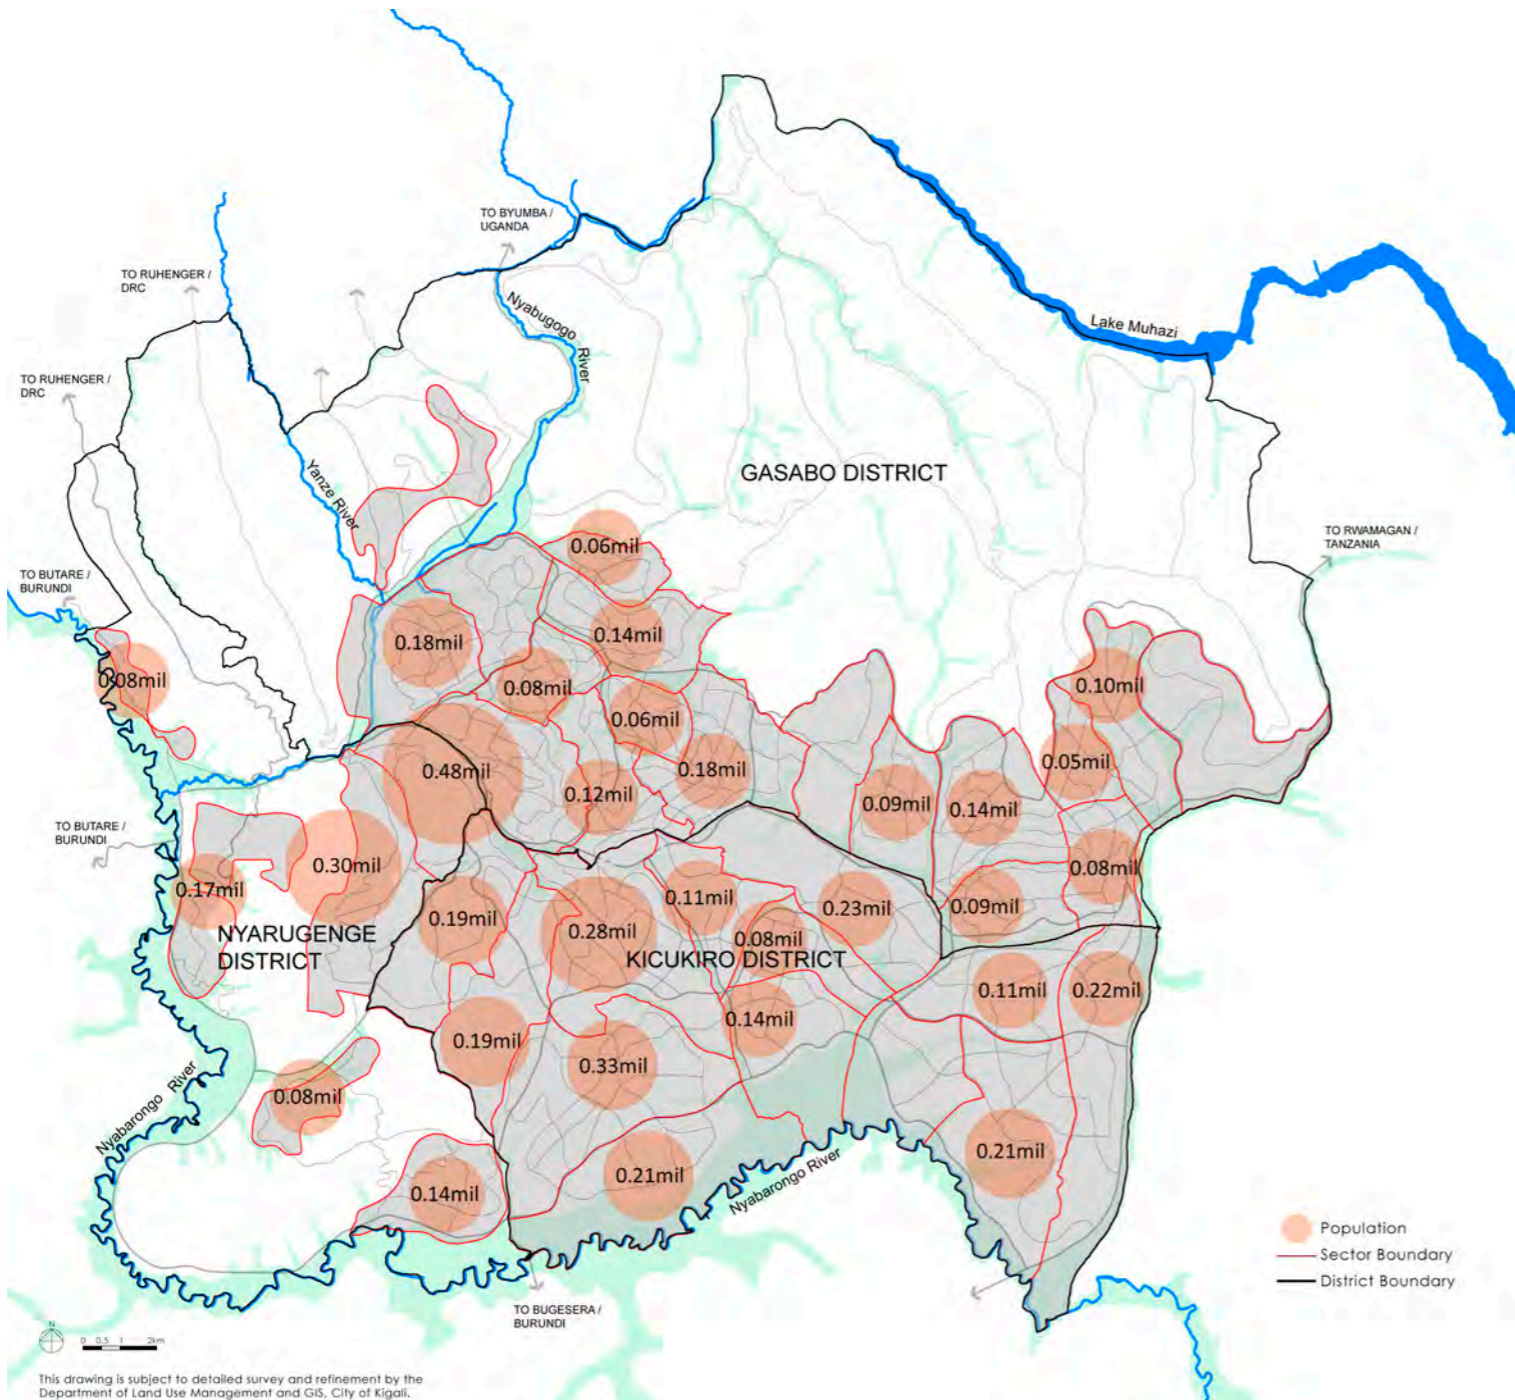 TO BYUMBA /
UGANDA
TO RUHENGER /
DRC
Nyabugogo River
Lake Muhazi
TO RUHENGER /
DRC
Yanze River
GASABO DISTRICT
TO RWAMAGAN /
TANZANIA
TO BUTARE /
BURUNDI
0.06mil
0.18mil
0.14mil
0.08mil
0.08mil
0.10mil
0.06mil
0.48mil
0.18mil
0.05mil
0.12mil
0.09mil
0.14mil
TO BUTARE /
BURUNDI
0.30mil
0.08mil
0.17mil
0.11mil
0.19mil
0.23mil
0.09mil
0.28mil
0.08mil
NYARUGENGE
DISTRICT
KICUKIRO DISTRICT
0.11mil
0.22mil
0.14mil
0.19mil
0.33mil
0.08mil
Nyabarongo River
0.21mil
0.21mil
0.14mil
Nyabarongo River
Population
Sector Boundary
District Boundary
TO BUGESERA /
BURUNDI
N
0 0.5 1 2km
This drawing is subject to detailed survey and refinement by the
Department of Land Use Management and GIS, City of Kigali.